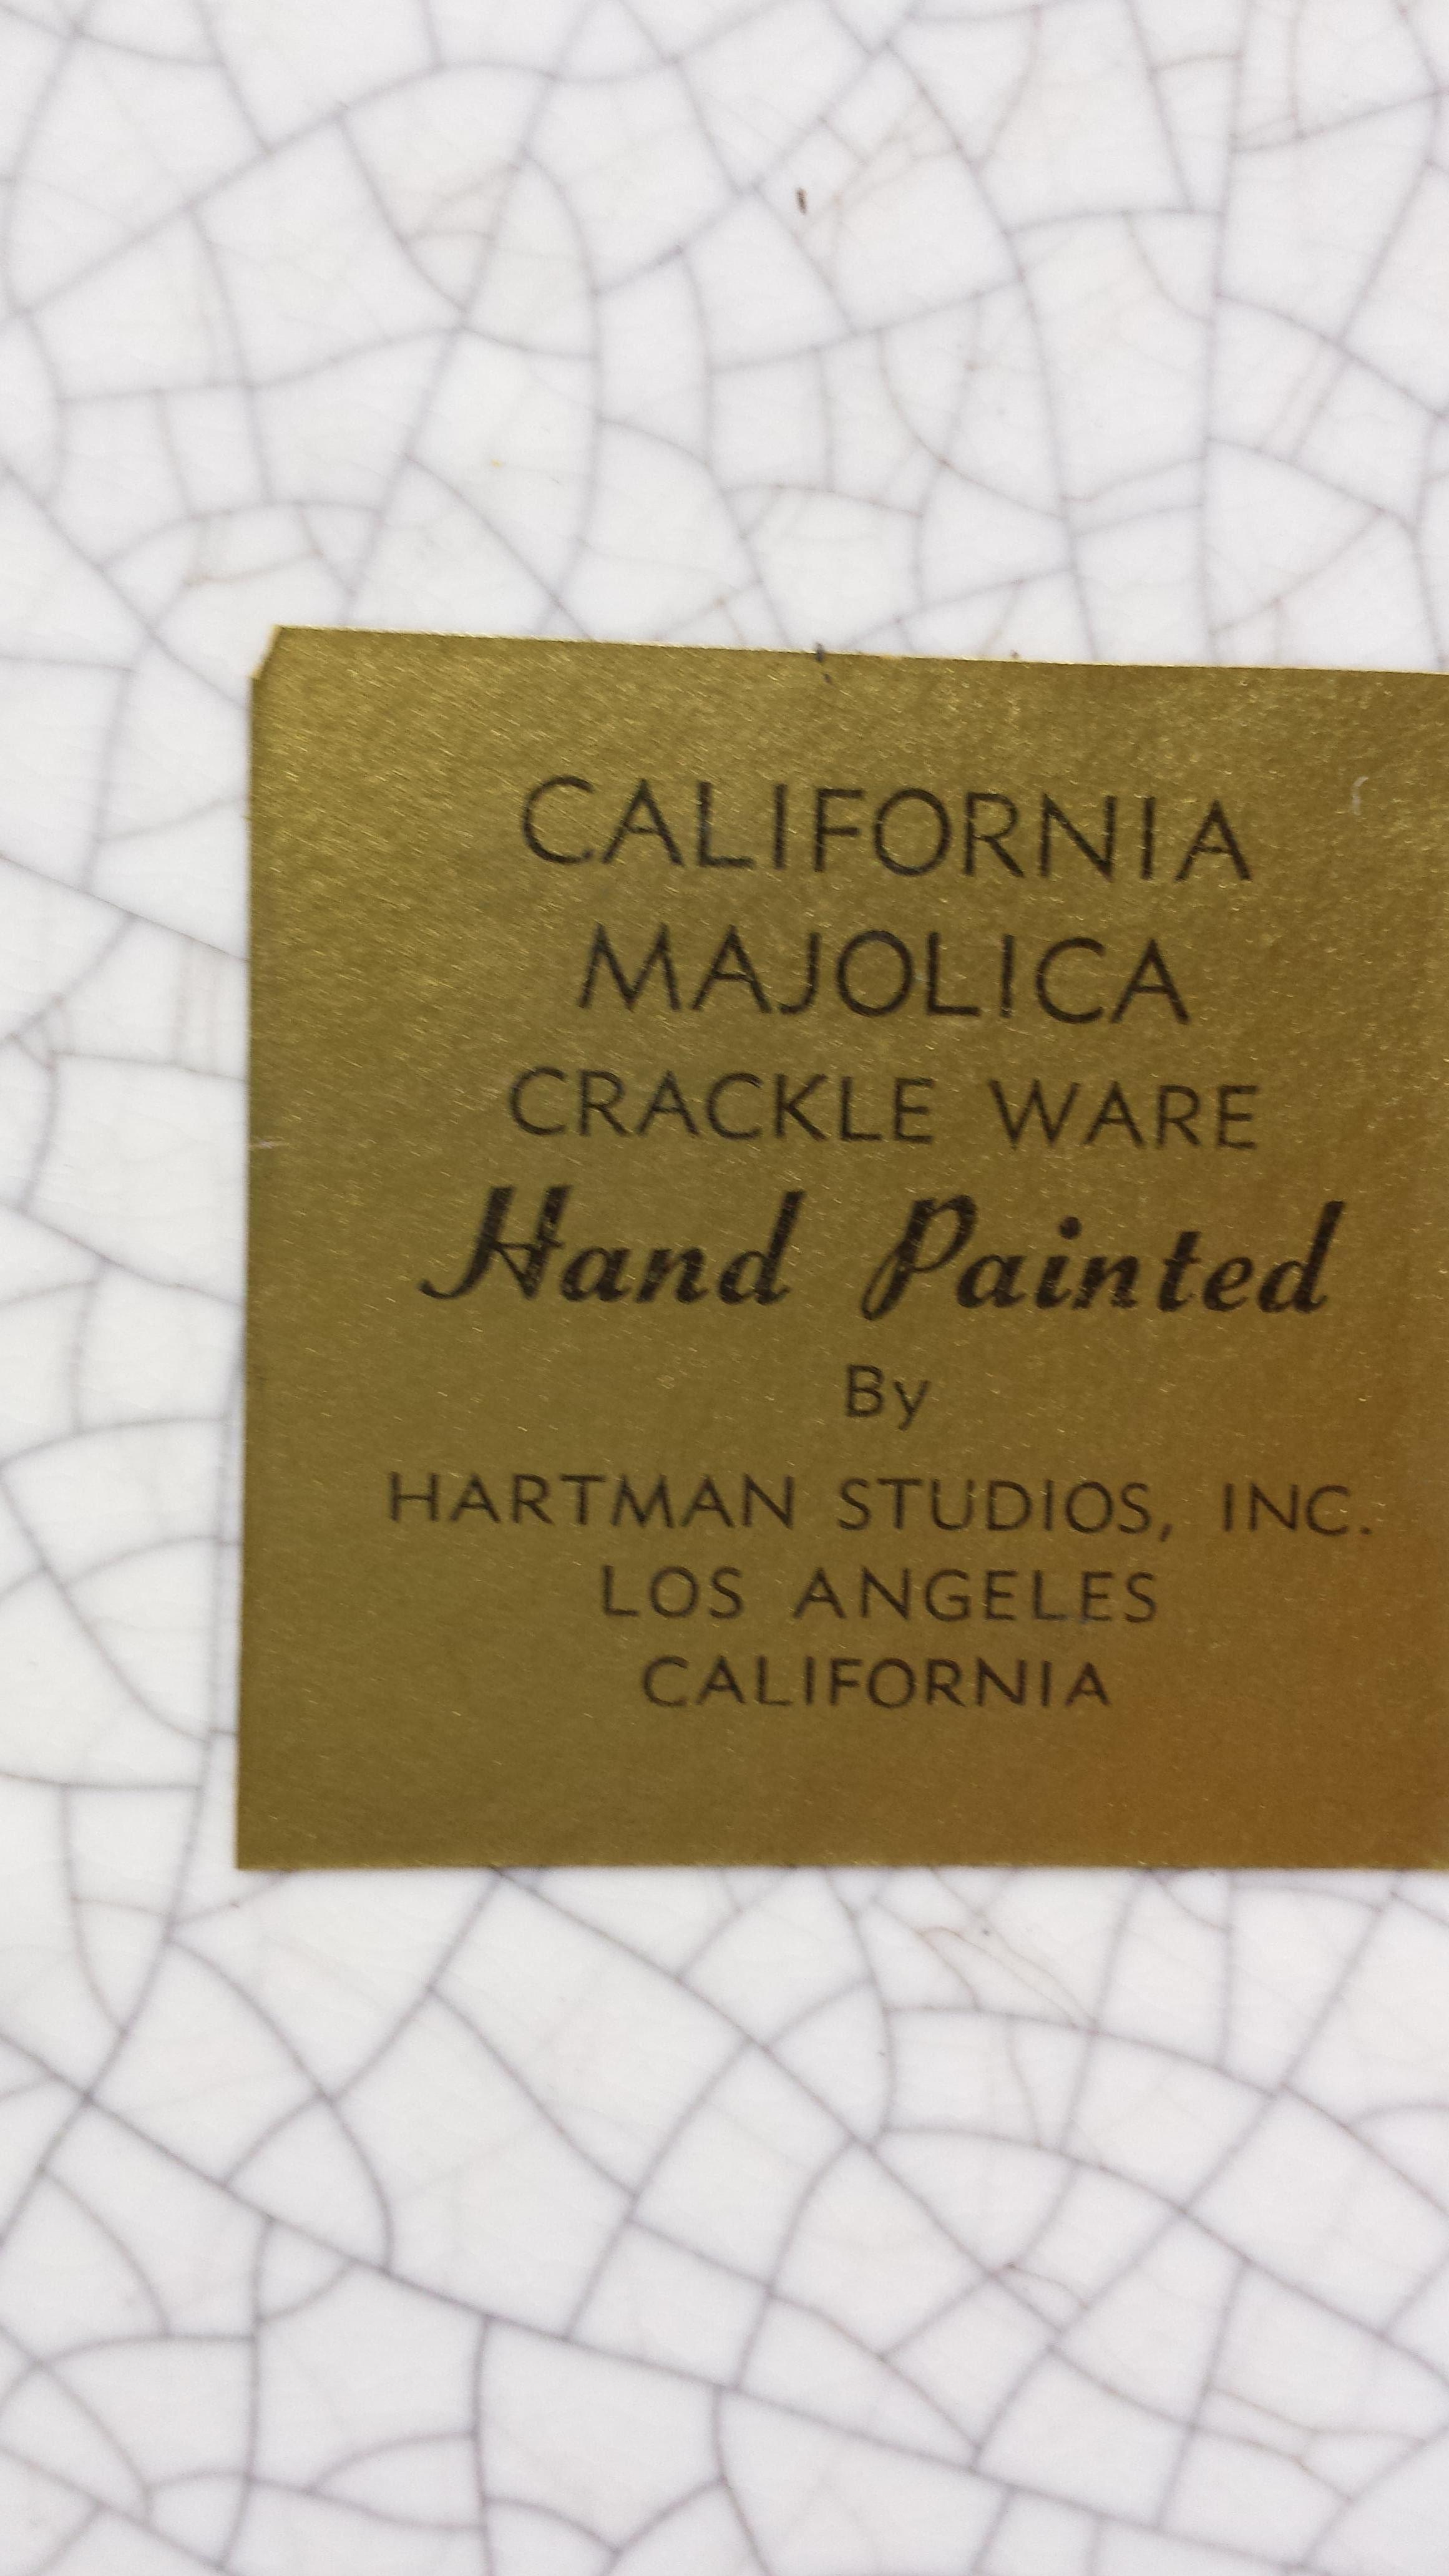 CALIFORNIA
MAJOLICA
CRACKLE WARE
Hand Painted
By
HARTMAN STUDIOS, INC.
LOS ANGELES
CALIFORNIA